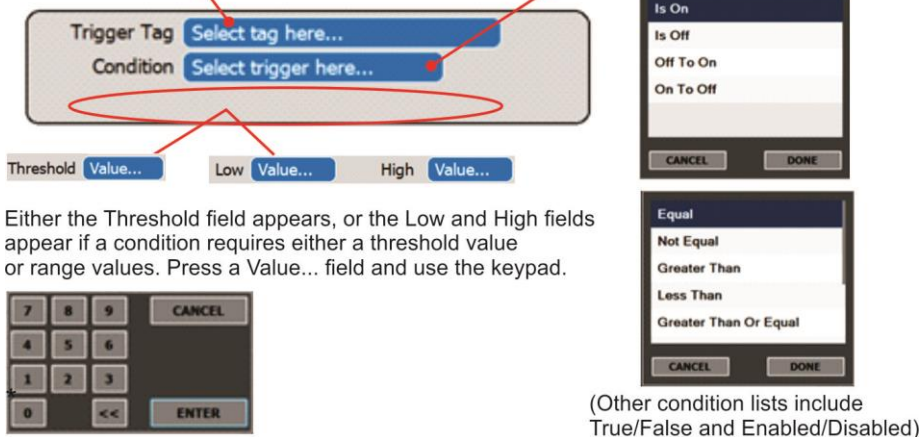 Trigger Tag Select tag here...
Condition Select trigger here...
Threshold Value... Low Value... High Value...
Either the Threshold field appears, or the Low and High fields
appear if a condition requires either a threshold value
or range values. Press a Value... field and use the keypad.
7 8 9 CANCEL
4 5 6
1 2 3
*
0 << ENTER
Is On
Is Off
Off To On
On To Off
CANCEL DONE
Equal
Not Equal
Greater Than
Less Than
Greater Than Or Equal
CANCEL DONE
(Other condition lists include
True/False and Enabled/Disabled)